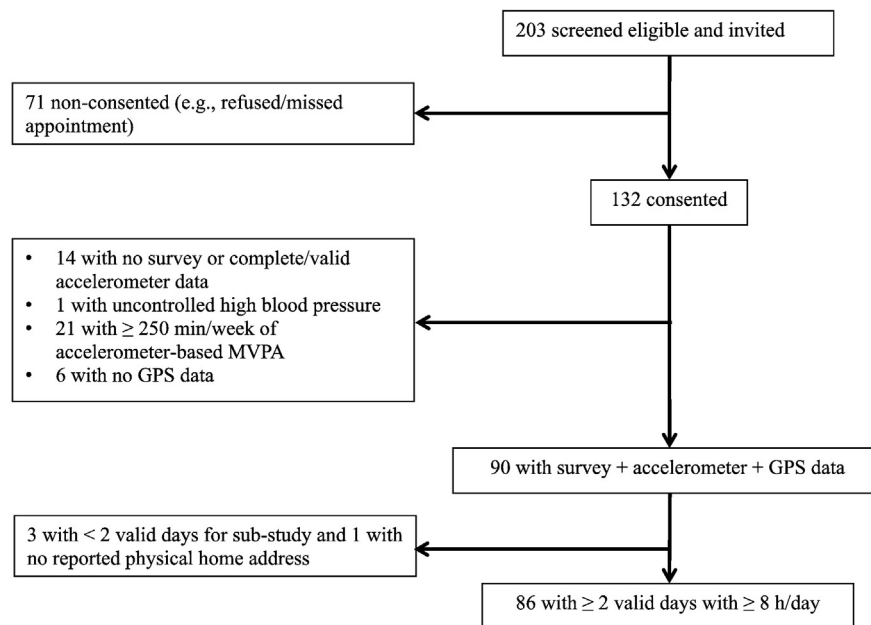 203 screened eligible and invited
71 non-consented (e.g., refused/missed
appointment)
132 consented
• 14 with no survey or complete/valid
accelerometer data
• 1 with uncontrolled high blood pressure
• 21 with ≥ 250 min/week of
accelerometer-based MVPA
• 6 with no GPS data
90 with survey + accelerometer + GPS data
3 with < 2 valid days for sub-study and 1 with
no reported physical home address
86 with ≥ 2 valid days with ≥ 8 h/day